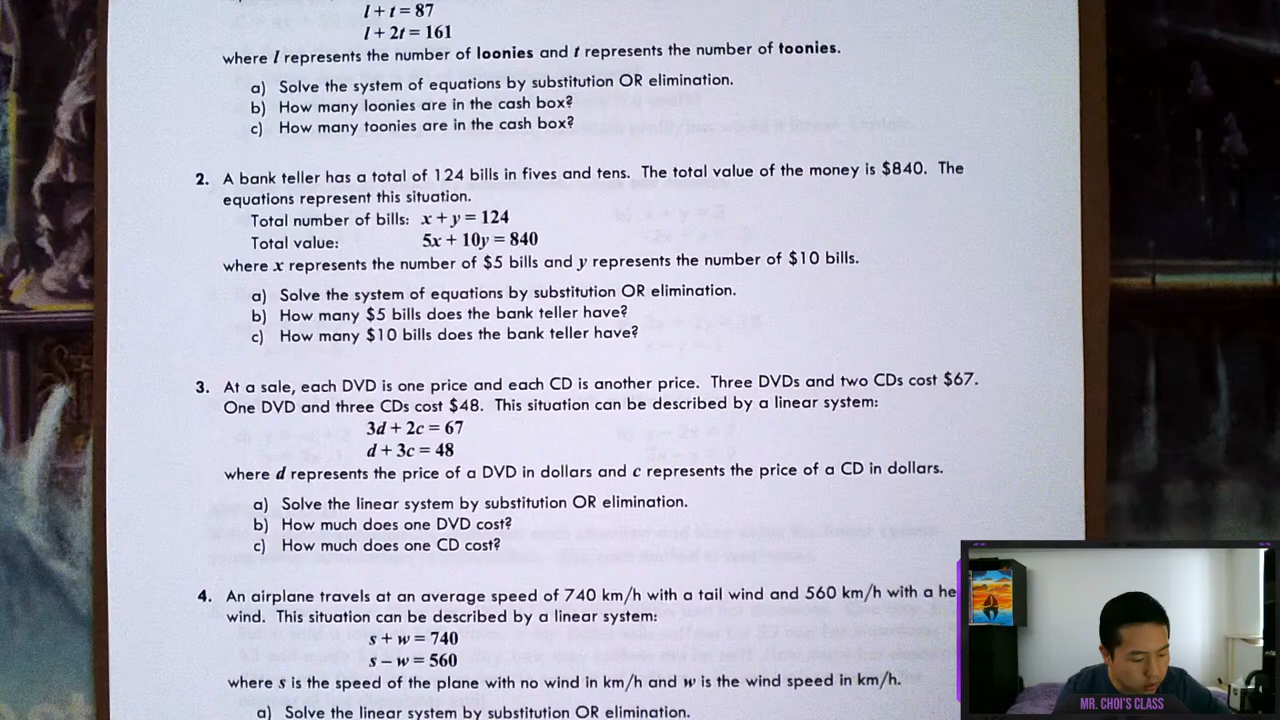 l + t = 87
l + 2t = 161
where l represents the number of loonies and t represents the number of toonies.
a) Solve the system of equations by substitution OR elimination.
b) How many loonies are in the cash box?
c) How many toonies are in the cash box?
2. A bank teller has a total of 124 bills in fives and tens. The total value of the money is $840. The
equations represent this situation.
Total number of bills: x + y = 124
Total value: 5x + 10y = 840
where x represents the number of $5 bills and y represents the number of $10 bills.
a) Solve the system of equations by substitution OR elimination.
b) How many $5 bills does the bank teller have?
c) How many $10 bills does the bank teller have?
3. At a sale, each DVD is one price and each CD is another price. Three DVDs and two CDs cost $67.
One DVD and three CDs cost $48. This situation can be described by a linear system:
3d + 2c = 67
d + 3c = 48
where d represents the price of a DVD in dollars and c represents the price of a CD in dollars.
a) Solve the linear system by substitution OR elimination.
b) How much does one DVD cost?
c) How much does one CD cost?
4. An airplane travels at an average speed of 740 km/h with a tail wind and 560 km/h with a he
wind. This situation can be described by a linear system:
s + w = 740
s – w = 560
where s is the speed of the plane with no wind in km/h and w is the wind speed in km/h.
a) Solve the linear system by substitution OR elimination.
MR. CHOI'S CLASS